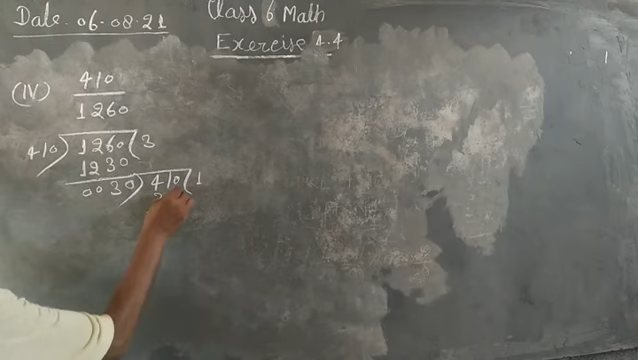 Date. 06.08.21
Class 6 Math
Exercise 4.4
(IV) 410
1260
410) 1260 (3
1230
0030) 410 (1